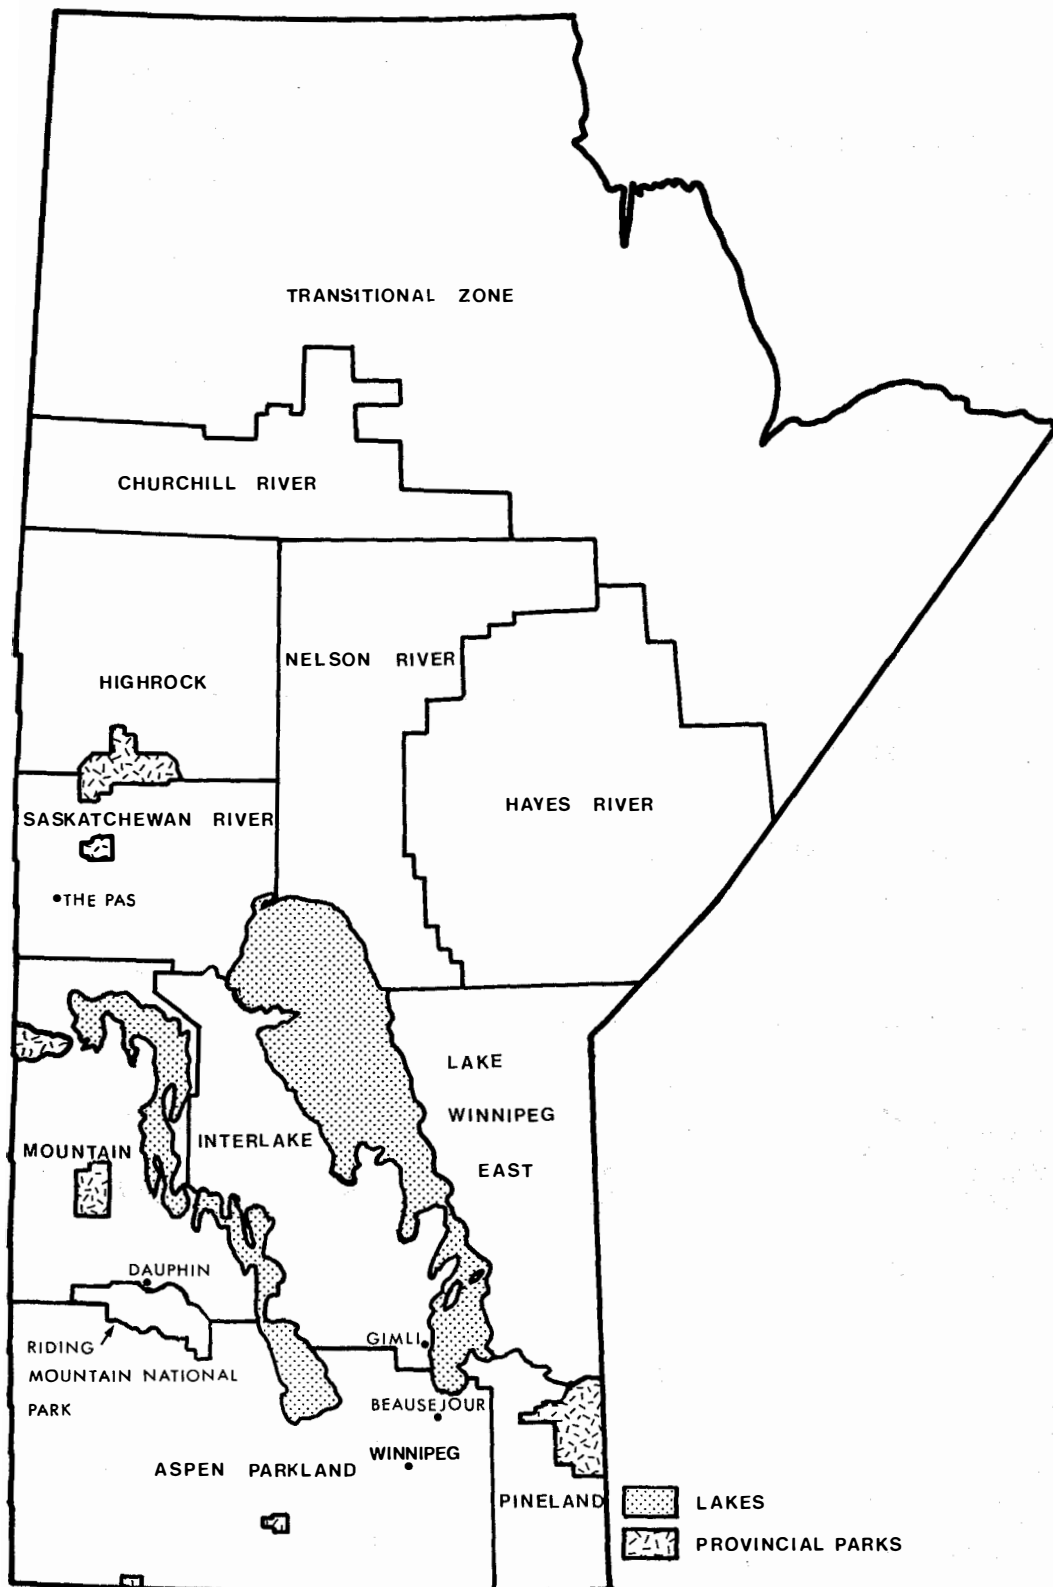 TRANSITIONAL ZONE
CHURCHILL RIVER
NELSON RIVER
HIGHROCK
HAYES RIVER
SASKATCHEWAN RIVER
THE PAS
LAKE
WINNIPEG
EAST
INTERLAKE
MOUNTAIN
DAUPHIN
GIMLI
RIDING
MOUNTAIN NATIONAL
PARK
BEAUSEJOUR
WINNIPEG
ASPEN PARKLAND
PINELAND
LAKES
PROVINCIAL PARKS